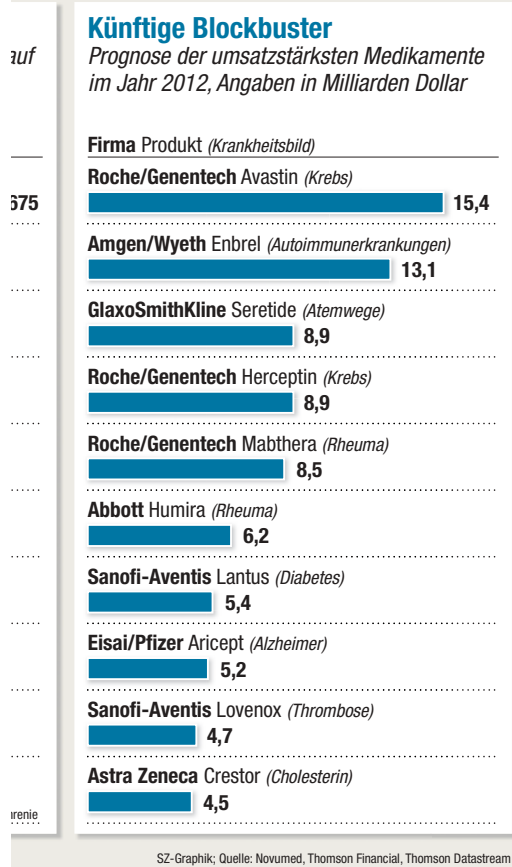 auf
675
hrenie
Künftige Blockbuster
Prognose der umsatzstärksten Medikamente
im Jahr 2012, Angaben in Milliarden Dollar
Firma Produkt (Krankheitsbild)
Roche/Genentech Avastin (Krebs)
15,4
Amgen/Wyeth Enbrel (Autoimmunerkrankungen)
13,1
GlaxoSmithKline Seretide (Atemwege)
8,9
Roche/Genentech Herceptin (Krebs)
8,9
Roche/Genentech Mabthera (Rheuma)
8,5
Abbott Humira (Rheuma)
6,2
Sanofi-Aventis Lantus (Diabetes)
5,4
Eisai/Pfizer Aricept (Alzheimer)
5,2
Sanofi-Aventis Lovenox (Thrombose)
4,7
Astra Zeneca Crestor (Cholesterin)
4,5
SZ-Graphik; Quelle: Novumed, Thomson Financial, Thomson Datastream